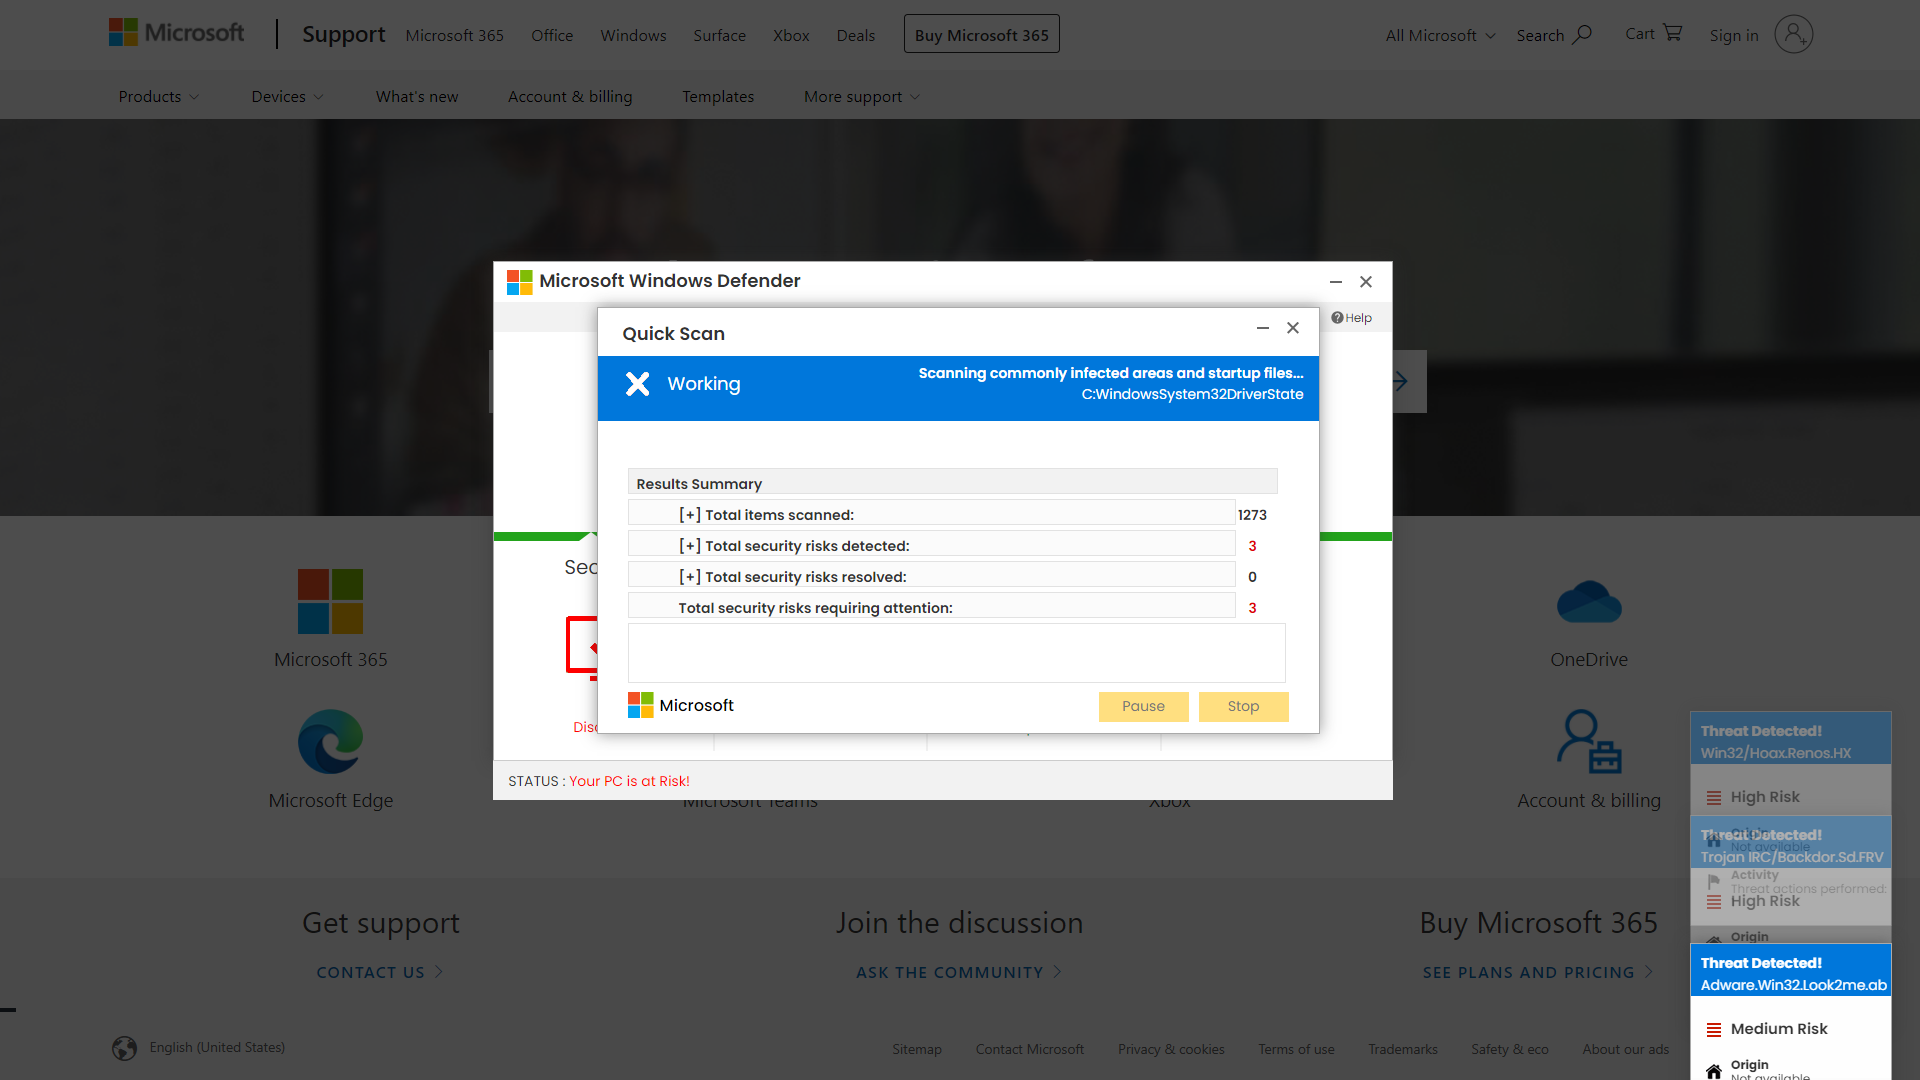 Microsoft
Support
Microsoft 365
Office
Windows
Surface
Xbox
Deals
Buy Microsoft 365
All Microsoft
Search
Cart
Sign in
Products
Devices
What's new
Account & billing
Templates
More support
Microsoft Windows Defender
Help
Quick Scan
Working
Scanning commonly infected areas and startup files...
C:WindowsSystem32DriverState
Results Summary
[+] Total items scanned: 1273
[+] Total security risks detected: 3
[+] Total security risks resolved: 0
Total security risks requiring attention: 3
Microsoft
Pause
Stop
Sec
Disc
STATUS : Your PC is at Risk!
Microsoft 365
OneDrive
Microsoft Edge
Microsoft Teams
Xbox
Account & billing
Threat Detected!
Win32/Hoax.Renos.HX
High Risk
Origin
Not available
Threat Detected!
Trojan IRC/Backdor.Sd.FRV
Activity
Threat actions performed:
High Risk
Origin
Threat Detected!
Adware.Win32.Look2me.ab
Medium Risk
Origin
Not available
Get support
CONTACT US
Join the discussion
ASK THE COMMUNITY
Buy Microsoft 365
SEE PLANS AND PRICING
English (United States)
Sitemap
Contact Microsoft
Privacy & cookies
Terms of use
Trademarks
Safety & eco
About our ads